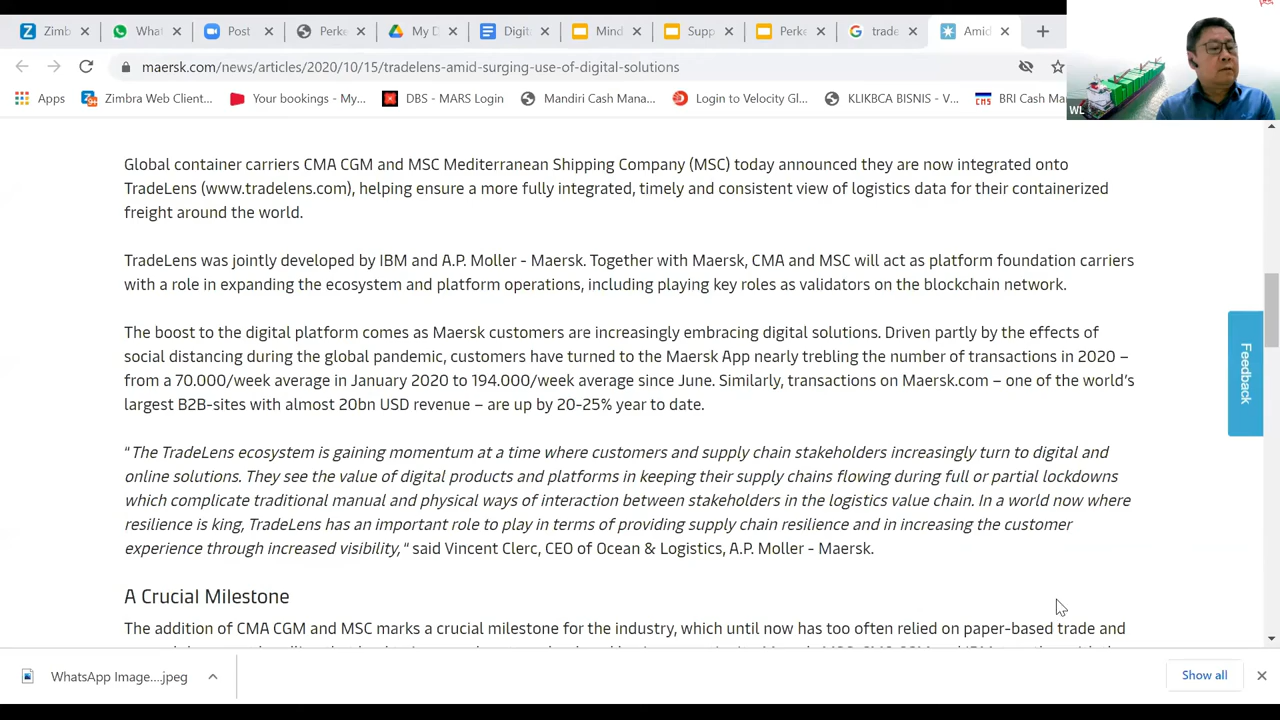 Zimb
What
Post
Perke
My D
Digit
Mind
Supp
Perke
trade
Amid
maersk.com/news/articles/2020/10/15/tradelens-amid-surging-use-of-digital-solutions
Apps
Zimbra Web Client...
Your bookings - My...
DBS - MARS Login
Mandiri Cash Mana...
Login to Velocity cl...
KLIKBCA BISNIS - V...
CMS
BRI Cash Ma
WL
Global container carriers CMA CGM and MSC Mediterranean Shipping Company (MSC) today announced they are now integrated onto
TradeLens (www.tradelens.com), helping ensure a more fully integrated, timely and consistent view of logistics data for their containerized
freight around the world.
TradeLens was jointly developed by IBM and A.P. Moller - Maersk. Together with Maersk, CMA and MSC will act as platform foundation carriers
with a role in expanding the ecosystem and platform operations, including playing key roles as validators on the blockchain network.
The boost to the digital platform comes as Maersk customers are increasingly embracing digital solutions. Driven partly by the effects of
social distancing during the global pandemic, customers have turned to the Maersk App nearly trebling the number of transactions in 2020 –
from a 70.000/week average in January 2020 to 194.000/week average since June. Similarly, transactions on Maersk.com – one of the world's
largest B2B-sites with almost 20bn USD revenue – are up by 20-25% year to date.
"The TradeLens ecosystem is gaining momentum at a time where customers and supply chain stakeholders increasingly turn to digital and
online solutions. They see the value of digital products and platforms in keeping their supply chains flowing during full or partial lockdowns
which complicate traditional manual and physical ways of interaction between stakeholders in the logistics value chain. In a world now where
resilience is king, TradeLens has an important role to play in terms of providing supply chain resilience and in increasing the customer
experience through increased visibility," said Vincent Clerc, CEO of Ocean & Logistics, A.P. Moller - Maersk.
Feedback
A Crucial Milestone
The addition of CMA CGM and MSC marks a crucial milestone for the industry, which until now has too often relied on paper-based trade and
WhatsApp Image....jpeg
Show all